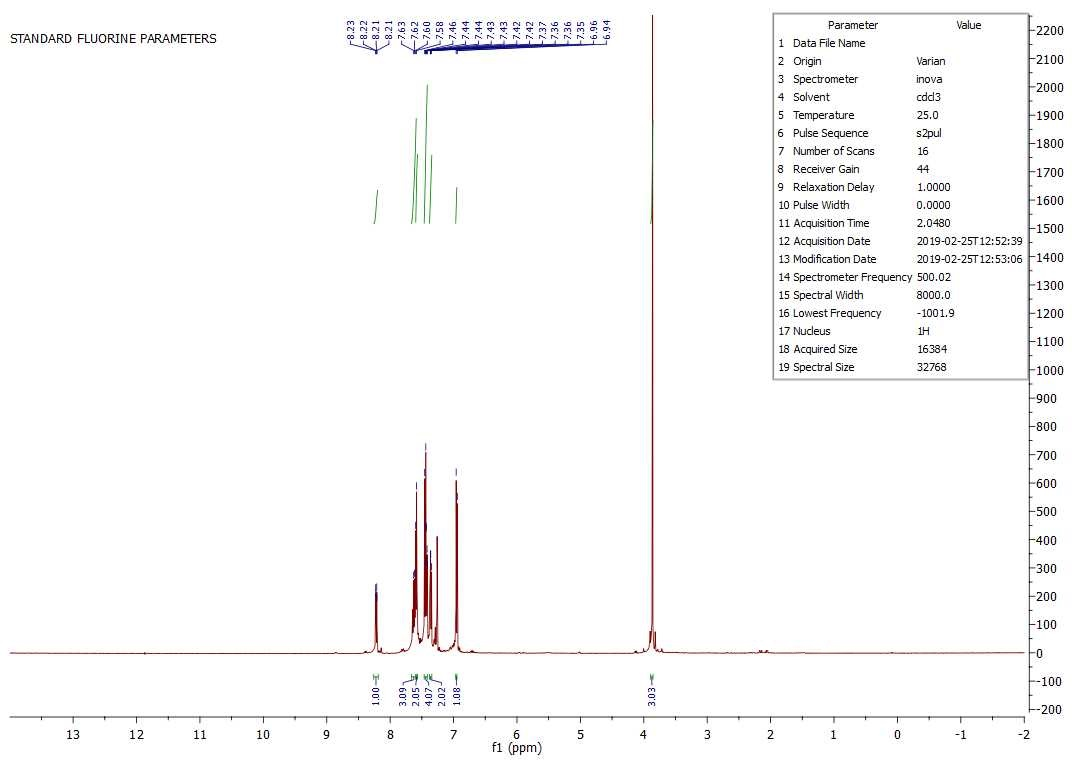 STANDARD FLUORINE PARAMETERS
8.23
8.22
8.21
8.21
7.63
7.62
7.60
7.58
7.46
7.44
7.44
7.43
7.43
7.42
7.42
7.37
7.36
7.36
7.35
6.96
6.94
Parameter Value
1 Data File Name
2 Origin Varian
3 Spectrometer inova
4 Solvent cdcl3
5 Temperature 25.0
6 Pulse Sequence s2pul
7 Number of Scans 16
8 Receiver Gain 44
9 Relaxation Delay 1.0000
10 Pulse Width 0.0000
11 Acquisition Time 2.0480
12 Acquisition Date 2019-02-25T12:52:39
13 Modification Date 2019-02-25T12:53:06
14 Spectrometer Frequency 500.02
15 Spectral Width 8000.0
16 Lowest Frequency -1001.9
17 Nucleus 1H
18 Acquired Size 16384
19 Spectral Size 32768
2200
2100
2000
1900
1800
1700
1600
1500
1400
1300
1200
1100
1000
900
800
700
600
500
400
300
200
100
0
-100
-200
1.00
3.09
2.05
4.07
2.02
1.08
3.03
13 12 11 10 9 8 7 6 5 4 3 2 1 0 -1 -2
f1 (ppm)